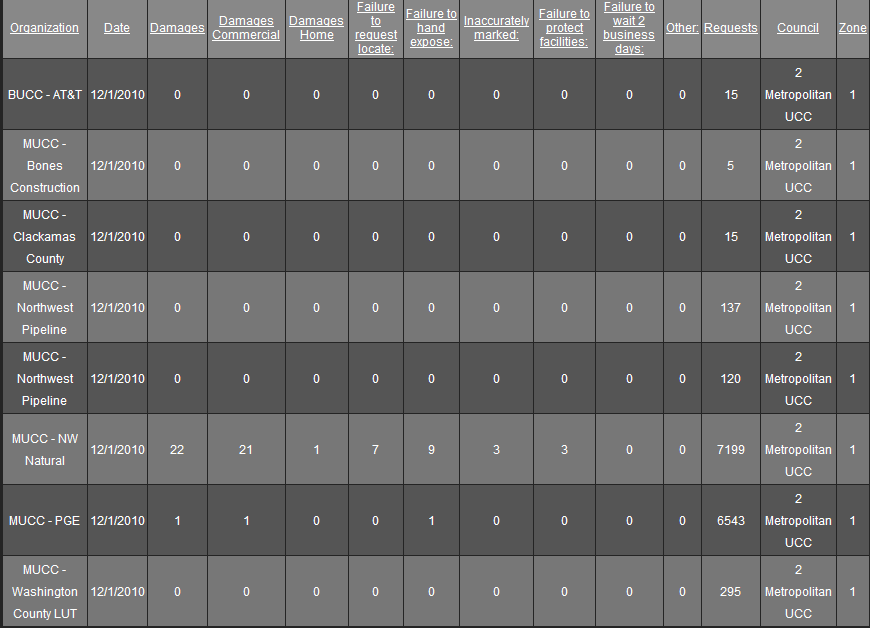 Organization Date Damages Damages Commercial Damages Home Failure to request locate: Failure to hand expose: Inaccurately marked: Failure to protect facilities: Failure to wait 2 business days: Other: Requests Council Zone
BUCC - AT&T 12/1/2010 0 0 0 0 0 0 0 0 0 15 2 Metropolitan UCC 1
MUCC - Bones Construction 12/1/2010 0 0 0 0 0 0 0 0 0 5 2 Metropolitan UCC 1
MUCC - Clackamas County 12/1/2010 0 0 0 0 0 0 0 0 0 15 2 Metropolitan UCC 1
MUCC - Northwest Pipeline 12/1/2010 0 0 0 0 0 0 0 0 0 137 2 Metropolitan UCC 1
MUCC - Northwest Pipeline 12/1/2010 0 0 0 0 0 0 0 0 0 120 2 Metropolitan UCC 1
MUCC - NW Natural 12/1/2010 22 21 1 7 9 3 3 0 0 7199 2 Metropolitan UCC 1
MUCC - PGE 12/1/2010 1 1 0 0 1 0 0 0 0 6543 2 Metropolitan UCC 1
MUCC - Washington County LUT 12/1/2010 0 0 0 0 0 0 0 0 0 295 2 Metropolitan UCC 1